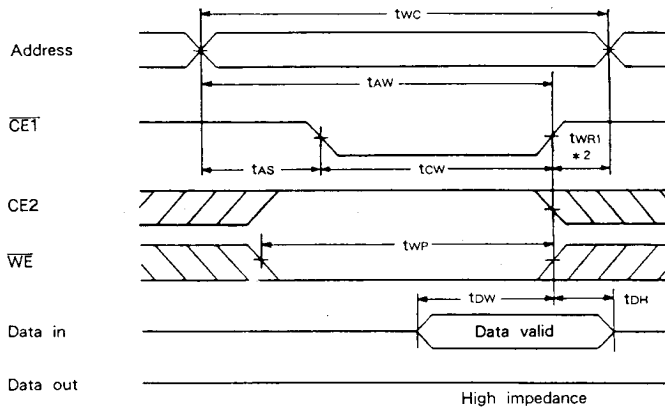 tWC
Address
tAW
CE1
tWR1
*2
tAS
tCW
CE2
tWP
WE
tDW
tDH
Data in
Data valid
Data out
High impedance